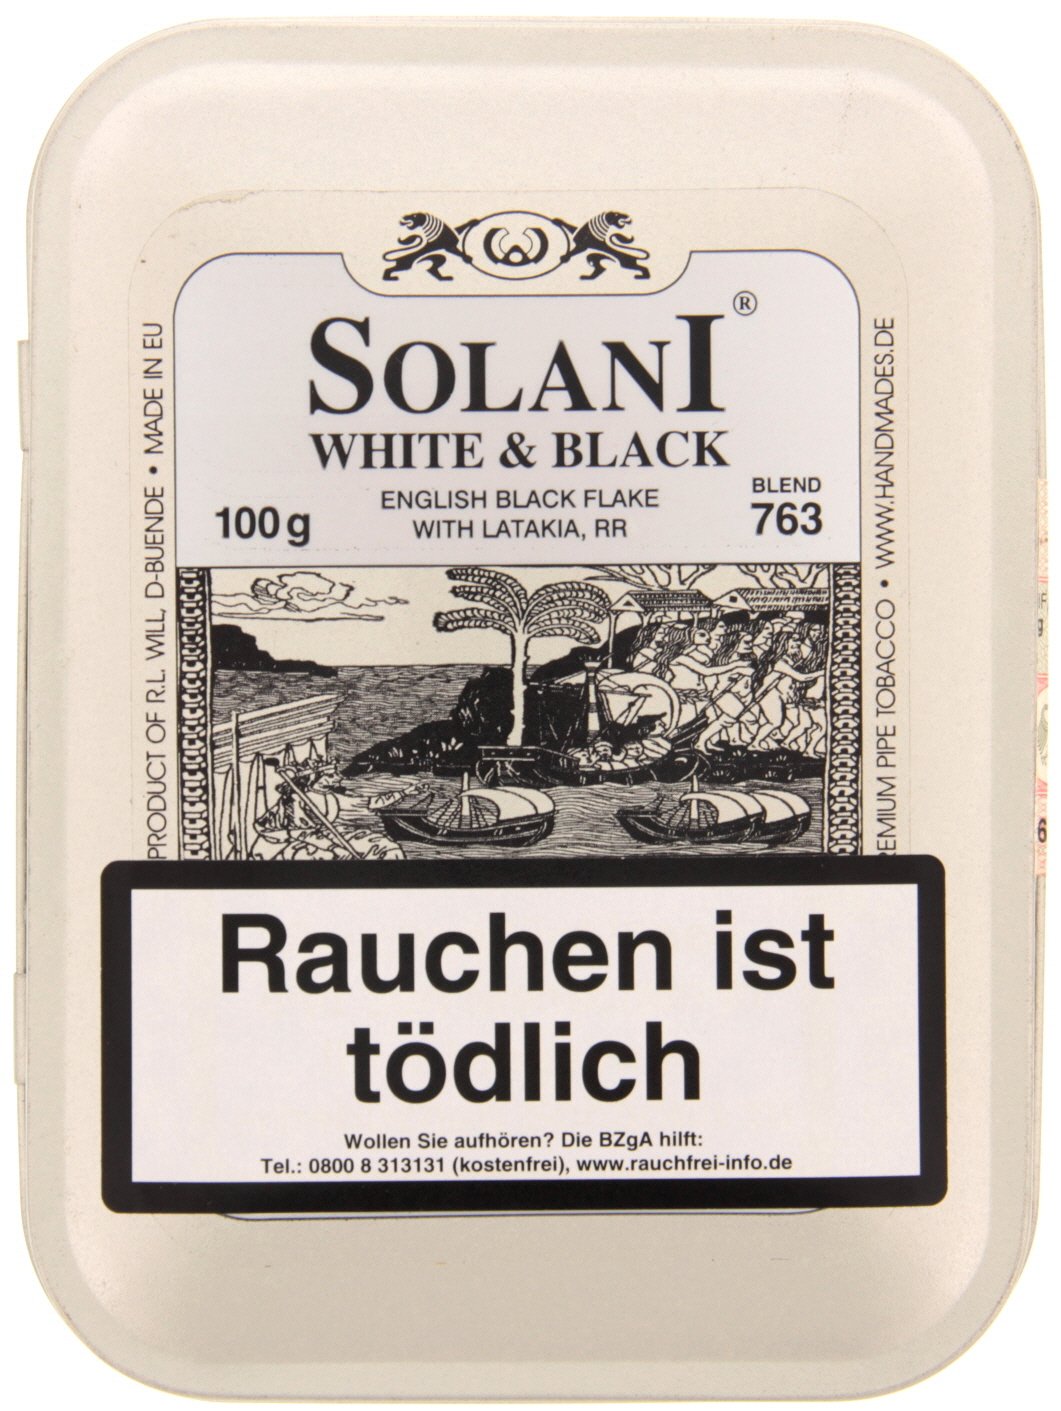 SOLANI®
WHITE & BLACK
ENGLISH BLACK FLAKE
WITH LATAKIA, RR
100g
BLEND
763
PRODUCT OF R.L. WILL, D-BUENDE • MADE IN EU
PIPE TOBACCO • WWW.HANDMADES.DE
Rauchen ist
tödlich
Wollen Sie aufhören? Die BZgA hilft:
Tel.: 0800 8 313131 (kostenfrei), www.rauchfrei-info.de